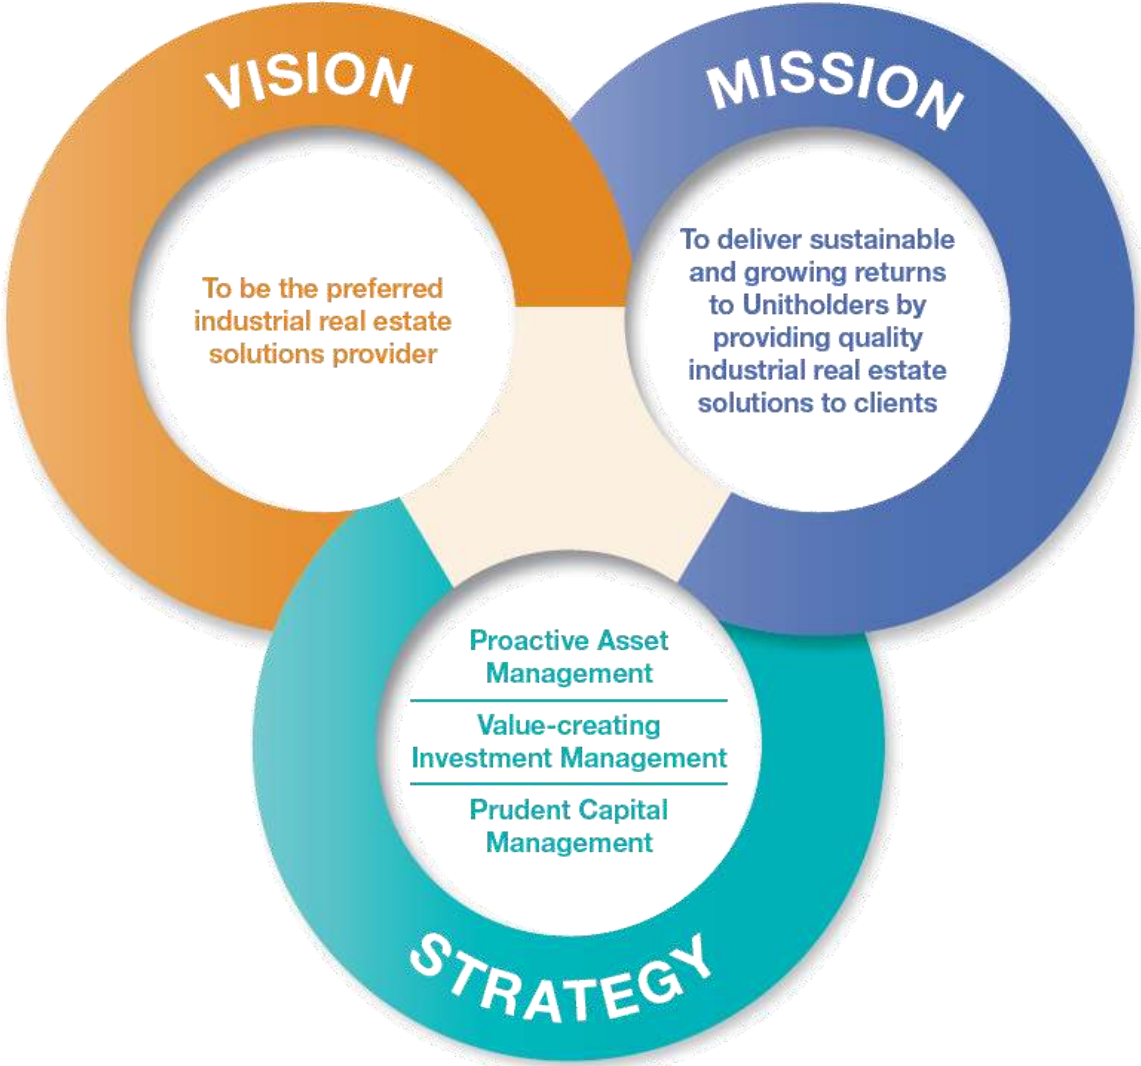 VISION
To be the preferred
industrial real estate
solutions provider
MISSION
To deliver sustainable
and growing returns
to Unitholders by
providing quality
industrial real estate
solutions to clients
Proactive Asset
Management
Value-creating
Investment Management
Prudent Capital
Management
STRATEGY